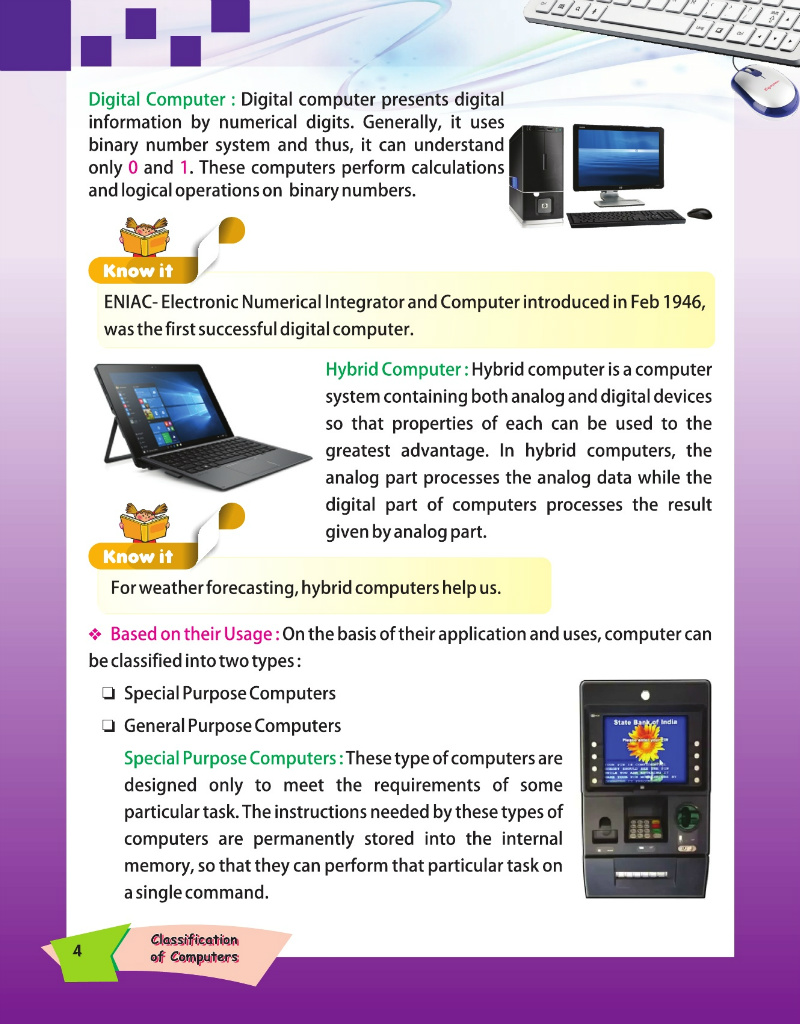 Digital Computer : Digital computer presents digital
information by numerical digits. Generally, it uses
binary number system and thus, it can understand
only 0 and 1. These computers perform calculations
and logical operations on binary numbers.
Know it
ENIAC- Electronic Numerical Integrator and Computer introduced in Feb 1946,
was the first successful digital computer.
Hybrid Computer : Hybrid computer is a computer
system containing both analog and digital devices
so that properties of each can be used to the
greatest advantage. In hybrid computers, the
analog part processes the analog data while the
digital part of computers processes the result
given by analog part.
Know it
For weather forecasting, hybrid computers help us.
❖ Based on their Usage : On the basis of their application and uses, computer can
be classified into two types :
❑ Special Purpose Computers
❑ General Purpose Computers
Special Purpose Computers : These type of computers are
designed only to meet the requirements of some
particular task. The instructions needed by these types of
computers are permanently stored into the internal
memory, so that they can perform that particular task on
a single command.
State Bank of India
4
Classification
of Computers